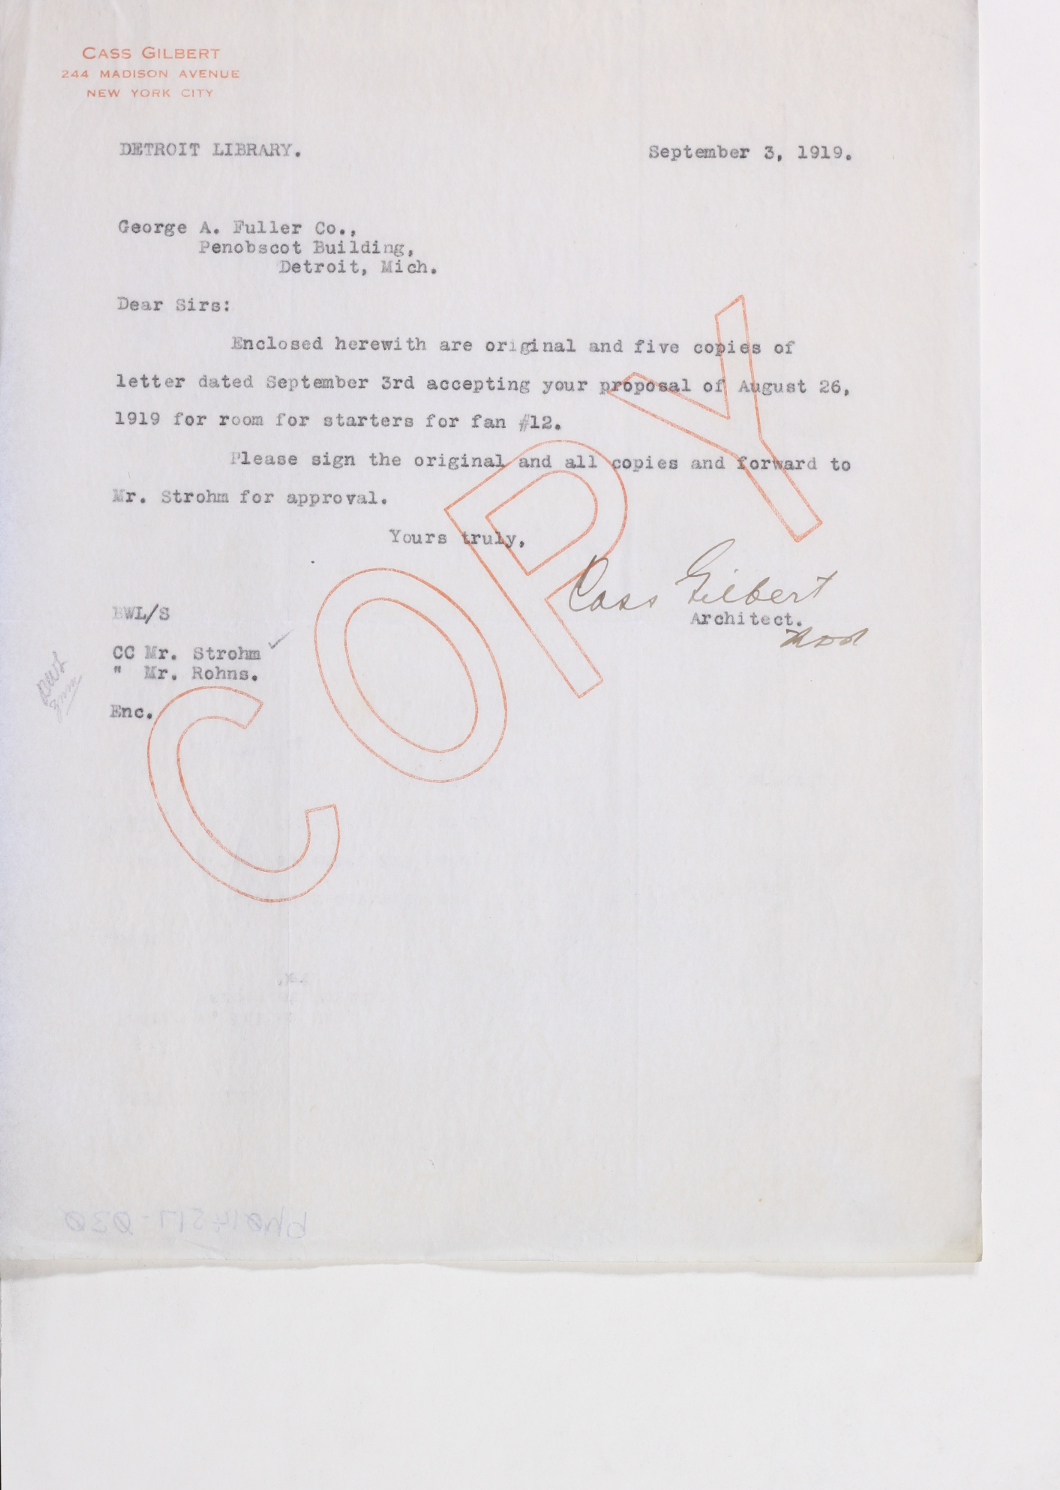 CASS GILBERT
244 MADISON AVENUE
NEW YORK CITY
DETROIT LIBRARY. September 3, 1919.
George A. Fuller Co.,
Penobscot Building,
Detroit, Mich.
Dear Sirs:
Enclosed herewith are original and five copies of
letter dated September 3rd accepting your proposal of August 26,
1919 for room for starters for fan #12.
Please sign the original and all copies and forward to
Mr. Strohm for approval.
Yours truly,
Cass Gilbert
Architect.
EWL/S
CC Mr. Strohm
" Mr. Rohns.
Enc.
COPY